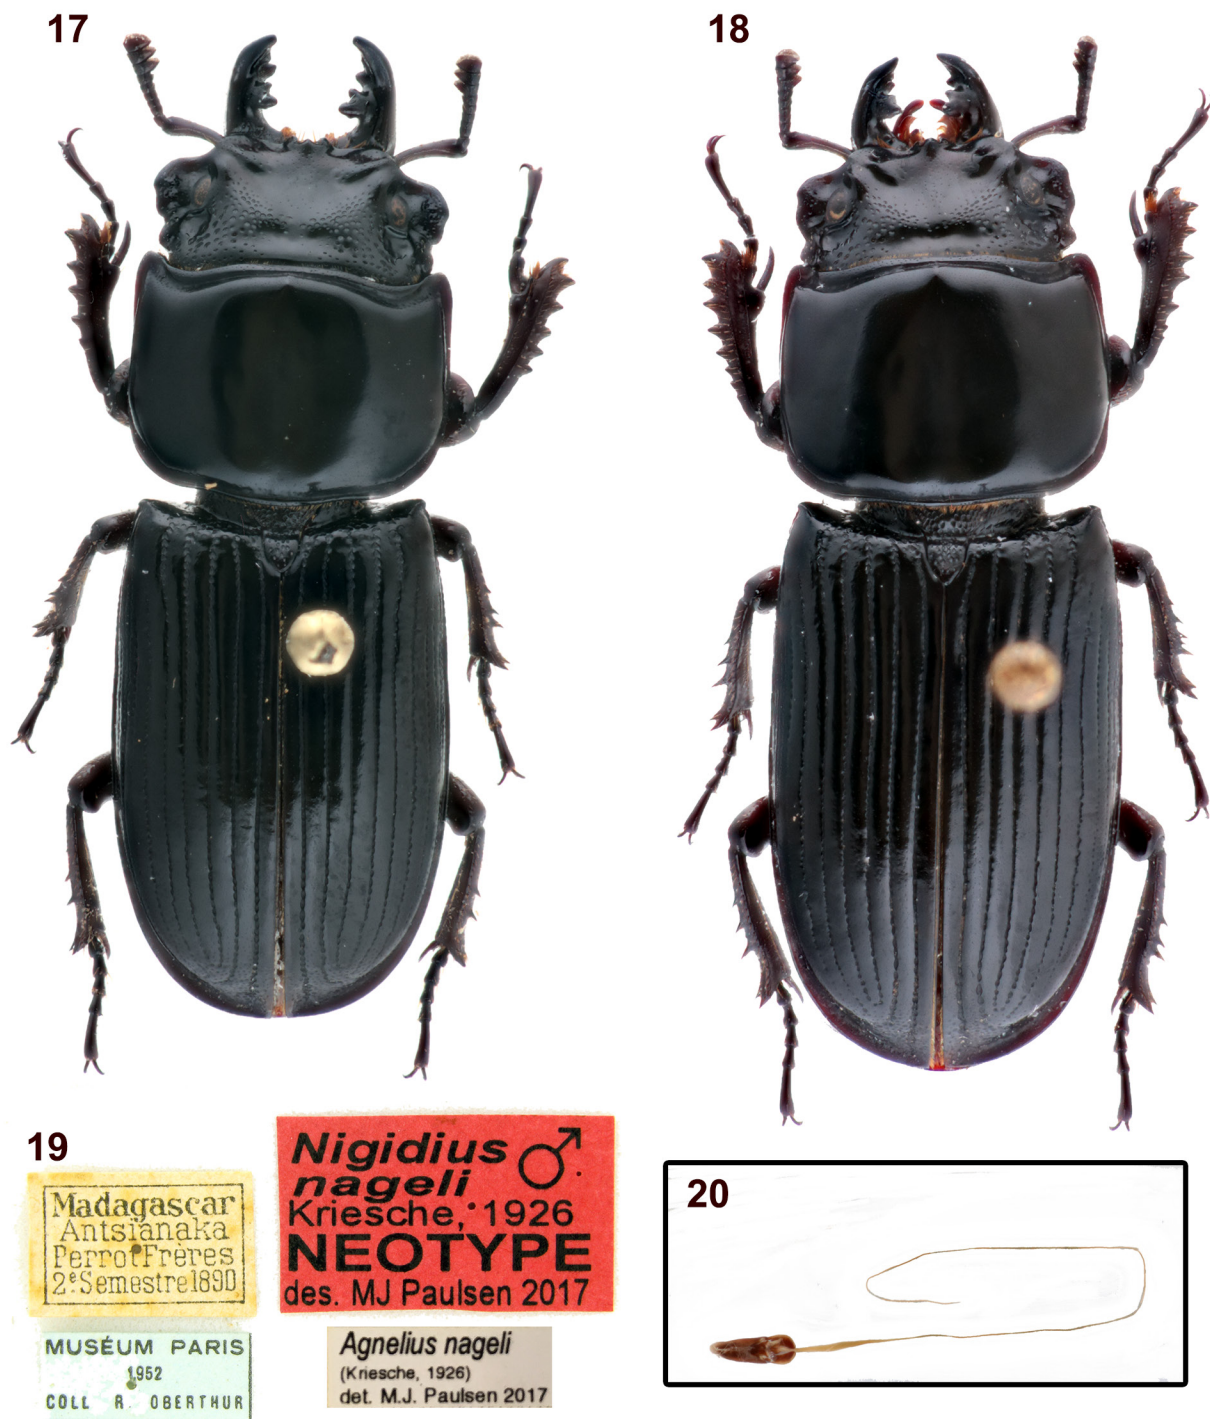 17
18
19
Madagascar
Antsianaka
Perrot Frères
2e Semestre 1890
MUSÉUM PARIS
1952
COLL R. OBERTHUR
Nigidius ♂
nageli
Kriesche, 1926
NEOTYPE
des. MJ Paulsen 2017
Agnelius nageli
(Kriesche, 1926)
det. M.J. Paulsen 2017
20